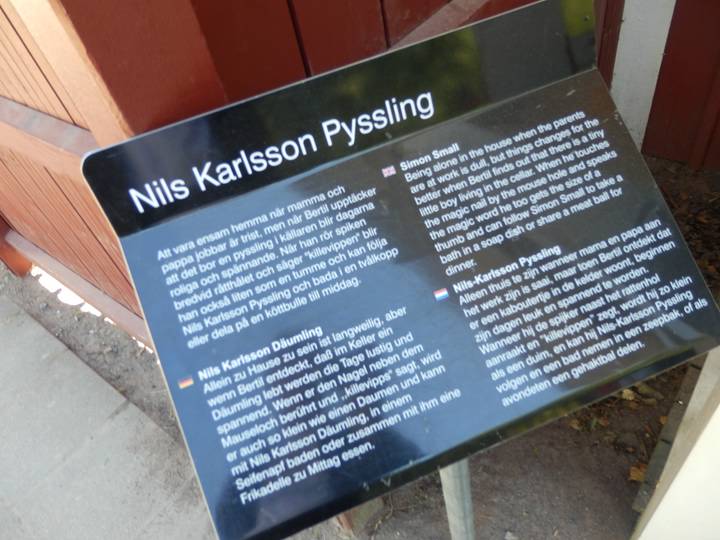 Nils Karlsson Pyssling
Att vara ensam hemma när mamma och
pappa jobbar är trist, men när Bertil upptäcker
att det bor en pyssling i källaren blir dagarna
roliga och spännande. När han rör spiken
bredvid råtthålet och säger "killevippen" blir
han också liten som en tumme och kan följa
Nils Karlsson Pyssling och bada i en tvålkopp
eller dela på en köttbulle till middag.
Nils Karlsson Däumling
Allein zu Hause zu sein ist langweilig, aber
wenn Bertil entdeckt, daß im Keller ein
Däumling lebt werden die Tage lustig und
spannend. Wenn er den Nagel neben dem
Mauseloch berührt und „killevipps" sagt, wird
er auch so klein wie einen Daumen und kann
mit Nils Karlsson Däumling, in einem
Seifenapf baden oder zusammen mit ihm eine
Frikadelle zu Mittag essen.
Simon Small
Being alone in the house when the parents
are at work is dull, but things changes for the
better when Bertil finds out that there is a tiny
little boy living in the cellar. When he touches
the magic nail by the mouse hole and speaks
the magic word he too gets the size of a
thumb and can follow Simon Small to take a
bath in a soap dish or share a meat ball for
dinner.
Nils-Karlsson Pyssling
Alleen thuis te zijn wanneer mama en papa aan
het werk zijn is saai, maar toen Bertil ontdekt dat
er een kaboutertje in de kelder woont, beginnen
zijn dagen leuk en spannend te worden.
Wanneer hij de spijker naast het rattenhol
aanraakt en "killevippen" zegt, wordt hij zo klein
als een duim, en kan hij Nils-Karlsson Pyssling
volgen en een bad nemen in een zeepbak, of als
avondeten een gehaktbal delen.